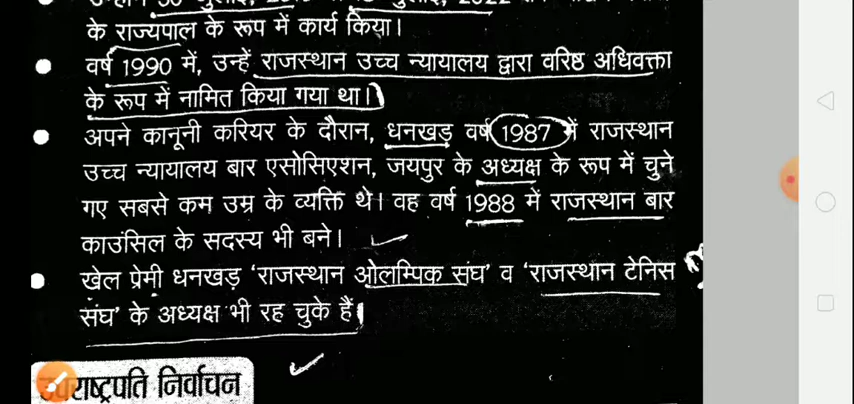 के राज्यपाल के रूप में कार्य किया।
वर्ष 1990 में, उन्हें राजस्थान उच्च न्यायालय द्वारा वरिष्ठ अधिवक्ता
के रूप में नामित किया गया था।
अपने कानूनी करियर के दौरान, धनखड़ वर्ष 1987 में राजस्थान
उच्च न्यायालय बार एसोसिएशन, जयपुर के अध्यक्ष के रूप में चुने
गए सबसे कम उम्र के व्यक्ति थे। वह वर्ष 1988 में राजस्थान बार
काउंसिल के सदस्य भी बने।
खेल प्रेमी धनखड़ 'राजस्थान ओलम्पिक संघ' व 'राजस्थान टेनिस
संघ' के अध्यक्ष भी रह चुके हैं।
उपराष्ट्रपति निर्वाचन